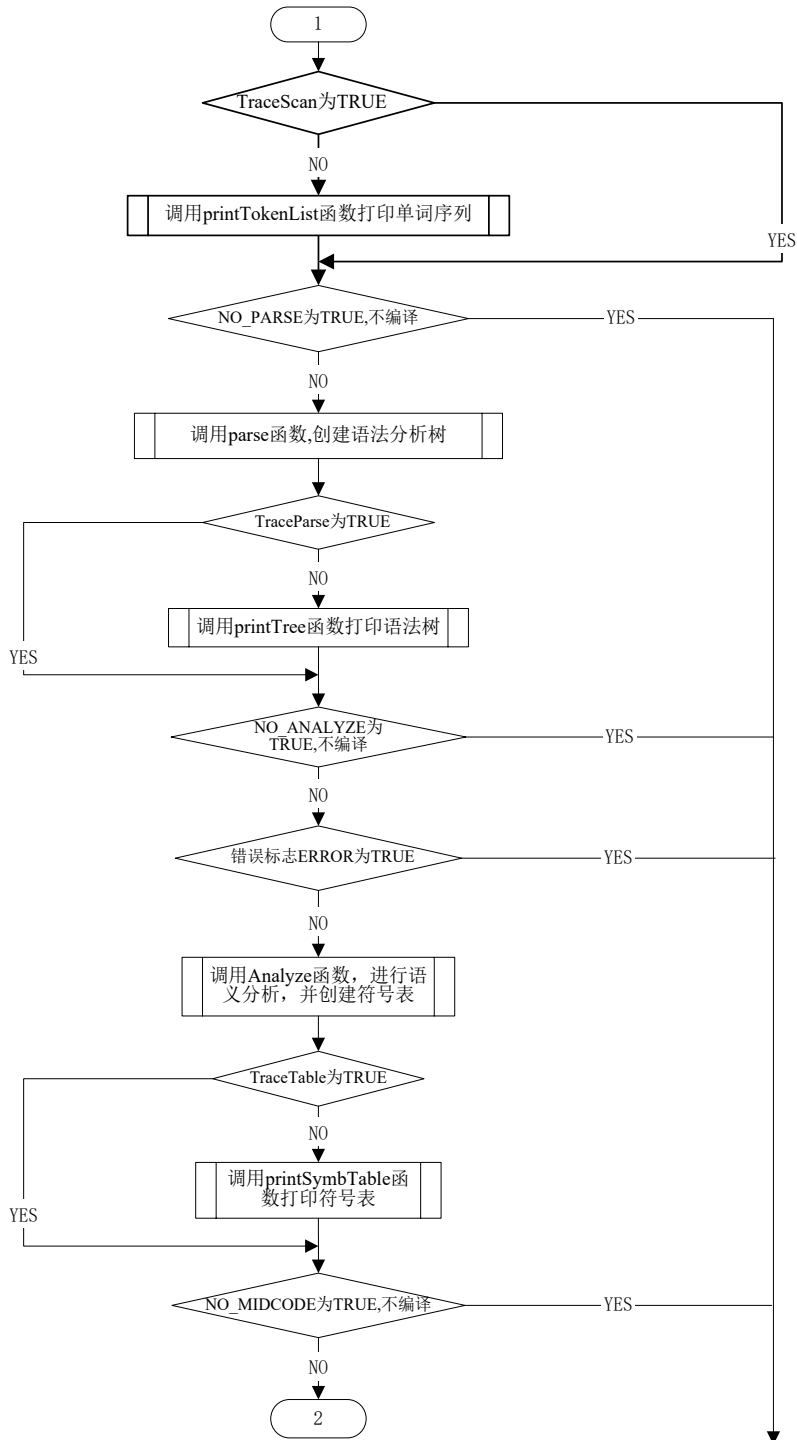 1
TraceScan为TRUE
NO
调用printTokenList函数打印单词序列
YES
NO_PARSE为TRUE,不编译
YES
NO
调用parse函数,创建语法分析树
TraceParse为TRUE
NO
调用printTree函数打印语法树
YES
NO_ANALYZE为
TRUE,不编译
YES
NO
错误标志ERROR为TRUE
YES
NO
调用Analyze函数，进行语
义分析，并创建符号表
TraceTable为TRUE
NO
调用printSymbTable函
数打印符号表
YES
NO_MIDCODE为TRUE,不编译
YES
NO
2